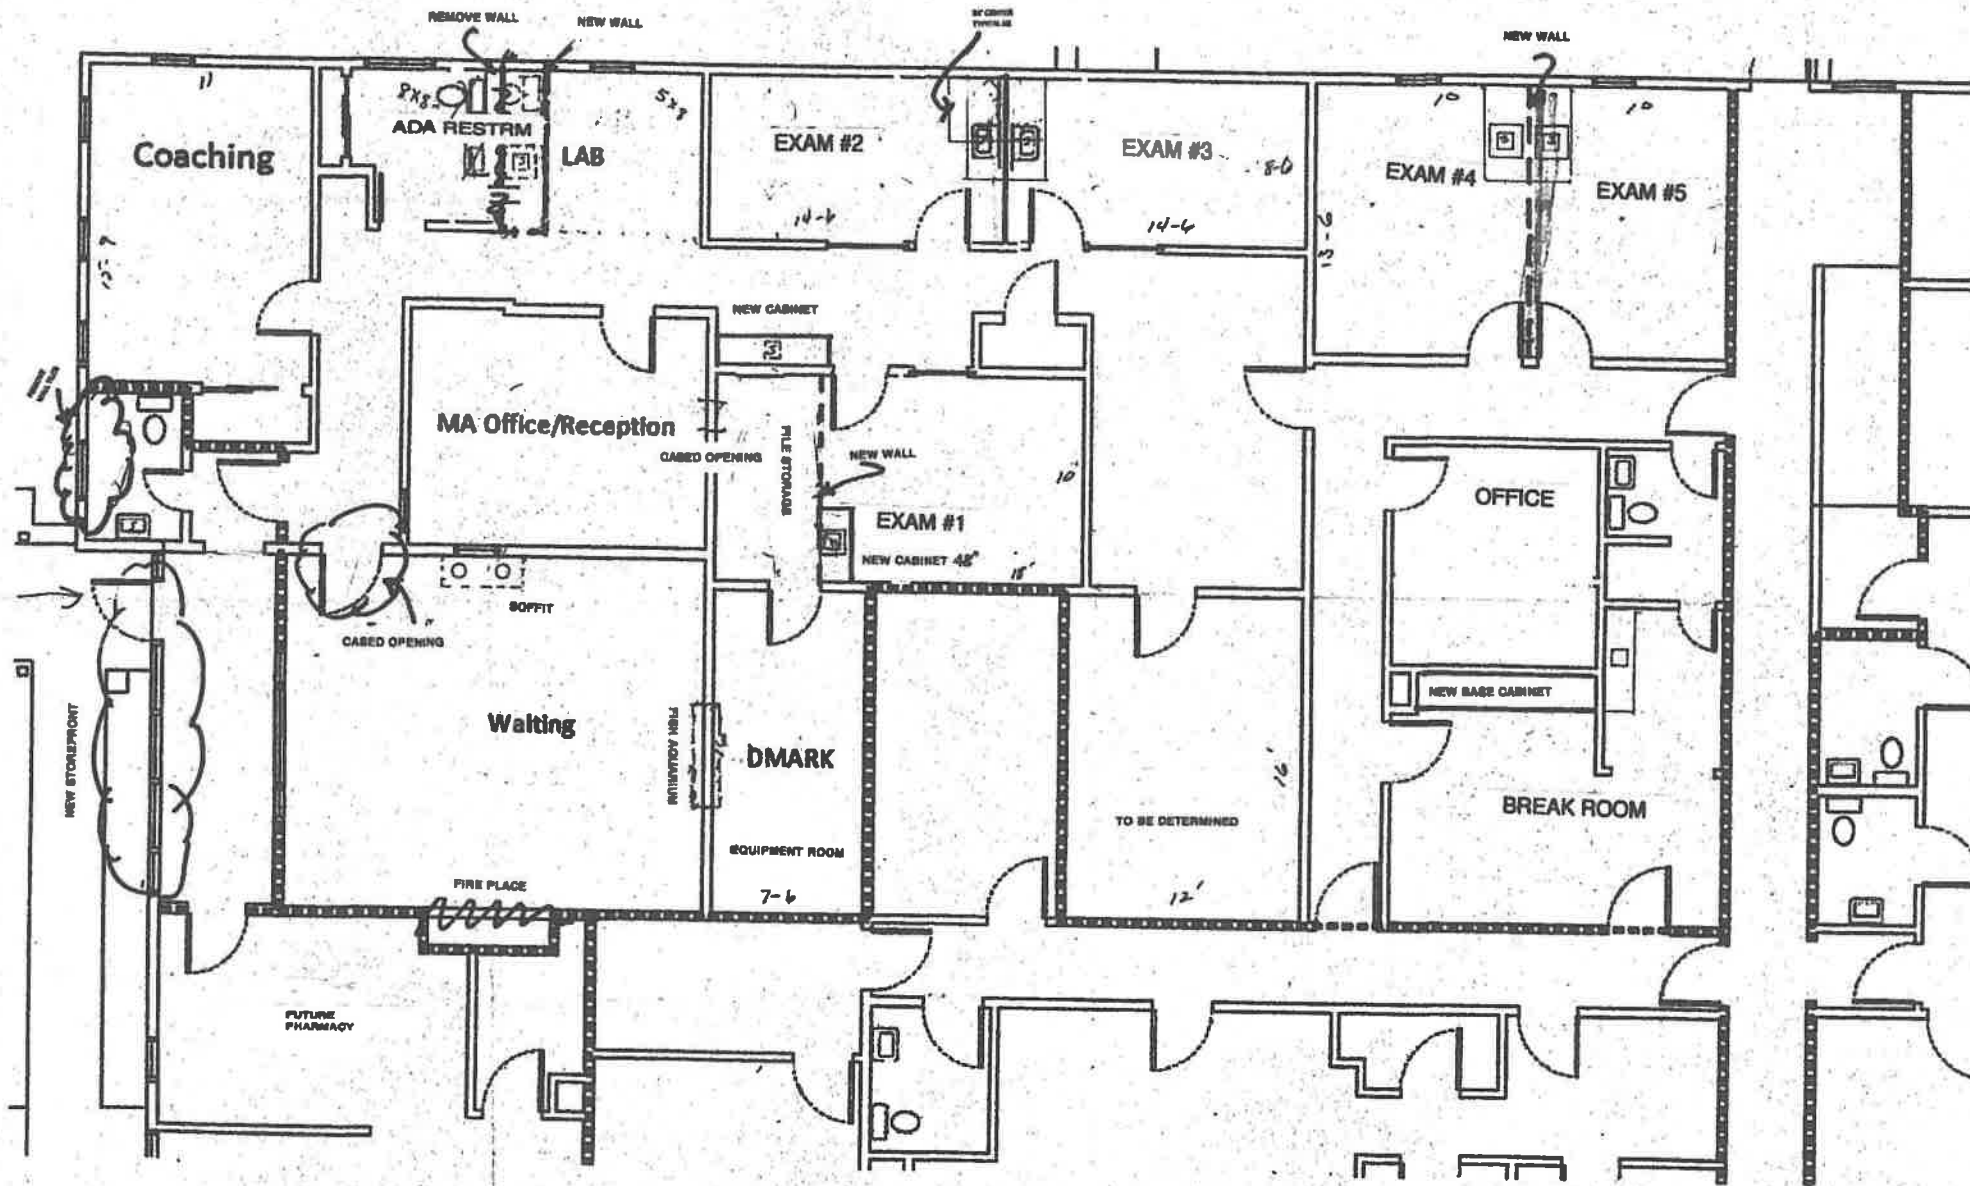 REMOVE WALL
NEW WALL
NEW WALL
11
8X8
ADA RESTRM
5x8
LAB
Coaching
EXAM #2
14-6
EXAM #3
8-0
14-6
10
EXAM #4
13-6
10
EXAM #5
NEW CABINET
MA Office/Reception
CASED OPENING
FILE STORAGE
NEW WALL
10'
EXAM #1
NEW CABINET 48"
18'
OFFICE
SOFFIT
CASED OPENING
NEW STOREFRONT
Waiting
FISH AQUARIUM
DMARK
EQUIPMENT ROOM
7-6
FIRE PLACE
TO BE DETERMINED
16'
12'
NEW BASE CABINET
BREAK ROOM
FUTURE
PHARMACY